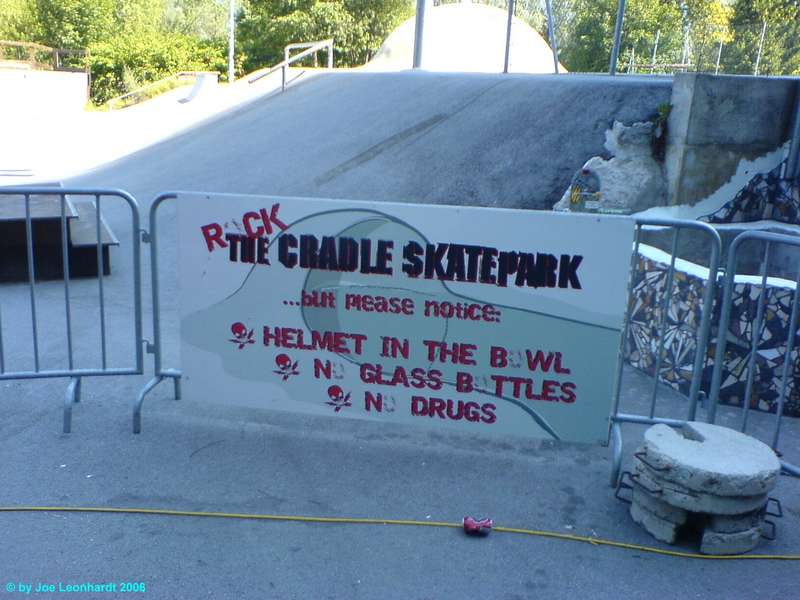 ROCK
THE CRADLE SKATEPARK
...but please notice:
HELMET IN THE BOWL
NO GLASS BOTTLES
NO DRUGS
© by Joe Leonhardt 2006